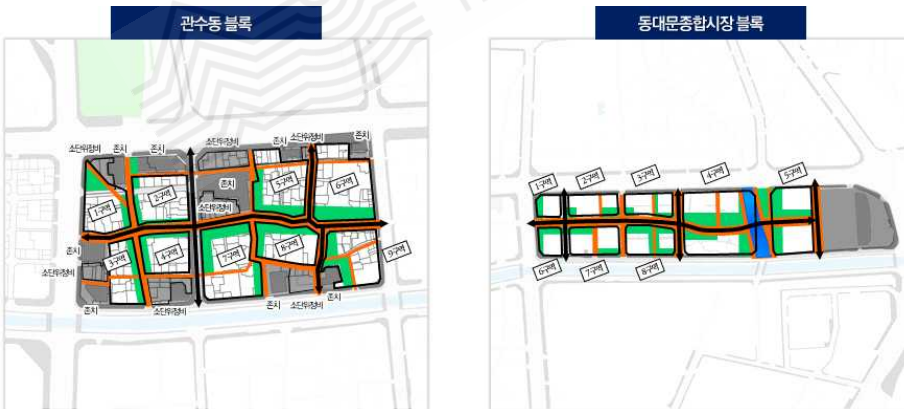 관수동 블록
동대문종합시장 블록
소단위정비
존치
소단위정비
존치
소단위정비
존치
소단위정비
존치
존치
1구역
2구역
5구역
6구역
소단위정비
존치
소단위정비
3구역
4구역
7구역
8구역
9구역
존치
소단위정비
존치
소단위정비
존치
1구역
2구역
3구역
4구역
5구역
6구역
7구역
8구역